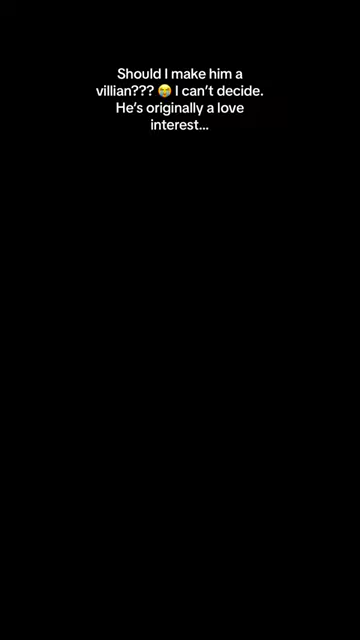 Should I make him a
villian??? 😭 I can't decide.
He's originally a love
interest...